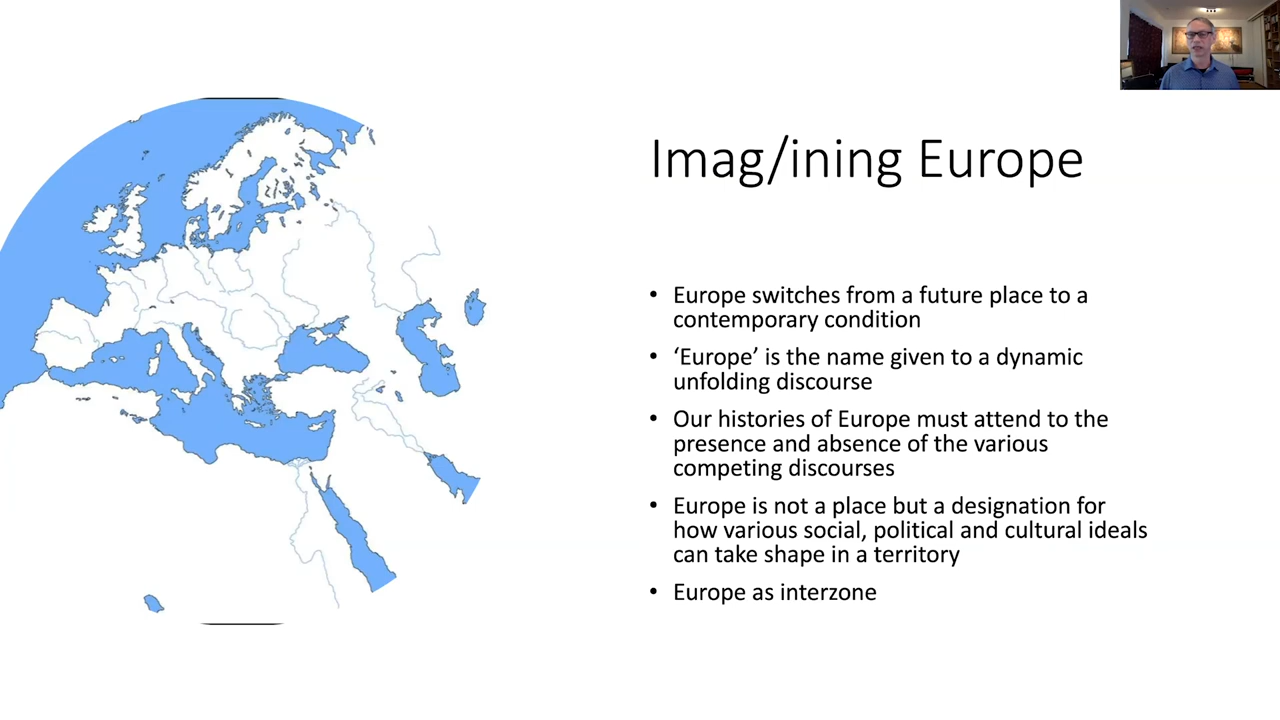 Imag/ining Europe
• Europe switches from a future place to a
contemporary condition
• ‘Europe’ is the name given to a dynamic
unfolding discourse
• Our histories of Europe must attend to the
presence and absence of the various
competing discourses
• Europe is not a place but a designation for
how various social, political and cultural ideals
can take shape in a territory
• Europe as interzone